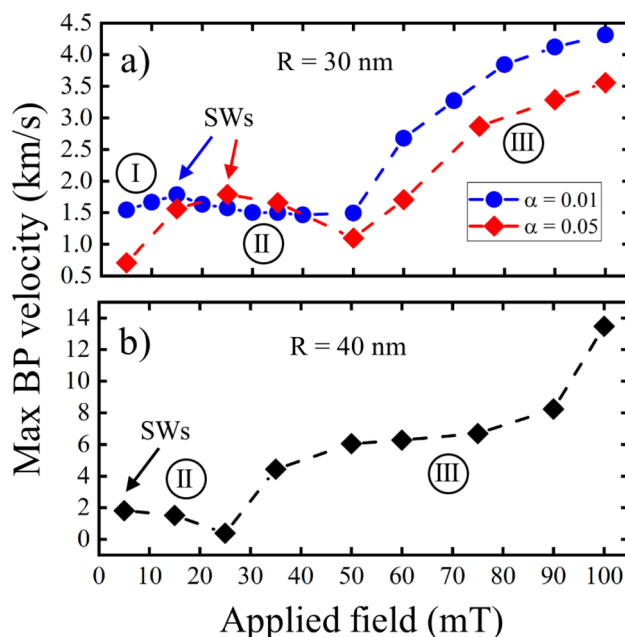 Max BP velocity (km/s)
4.5
4.0
3.5
3.0
2.5
2.0
1.5
1.0
0.5
a)
R = 30 nm
SWs
I
II
III
α = 0.01
α = 0.05
14
12
10
8
6
4
2
0
b)
R = 40 nm
SWs
II
III
0 10 20 30 40 50 60 70 80 90 100
Applied field (mT)